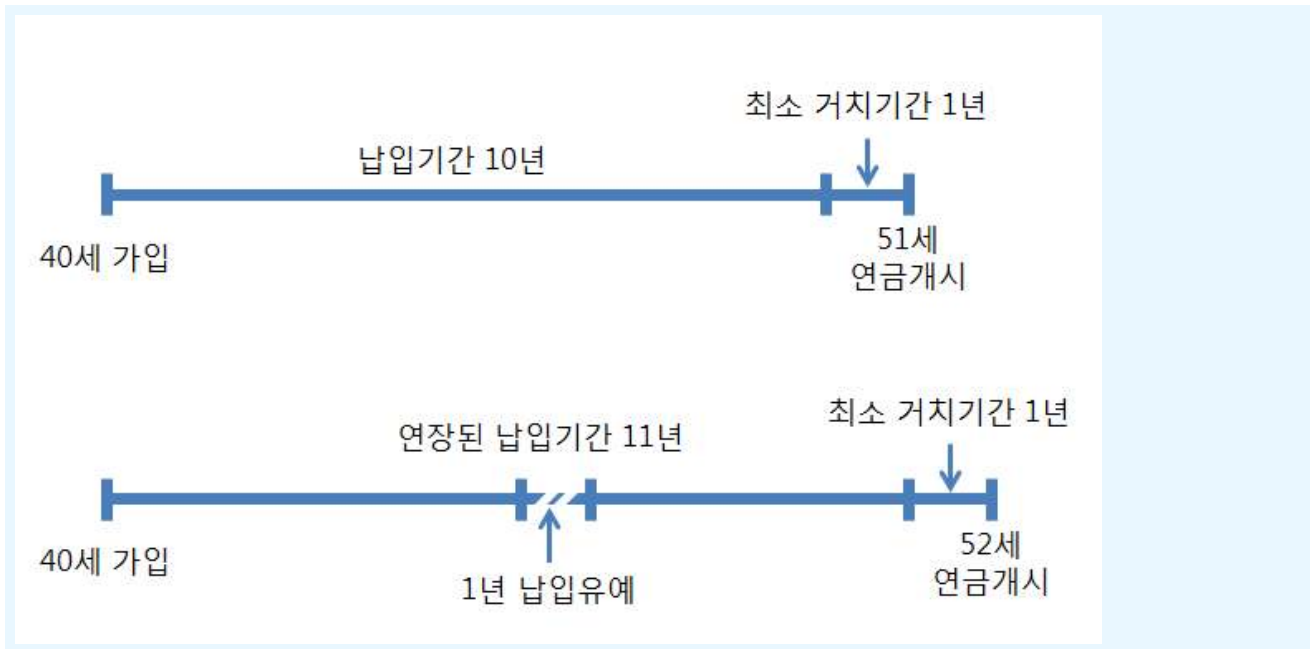 최소 거치기간 1년
납입기간 10년
40세 가입
51세
연금개시
최소 거치기간 1년
연장된 납입기간 11년
40세 가입
1년 납입유예
52세
연금개시